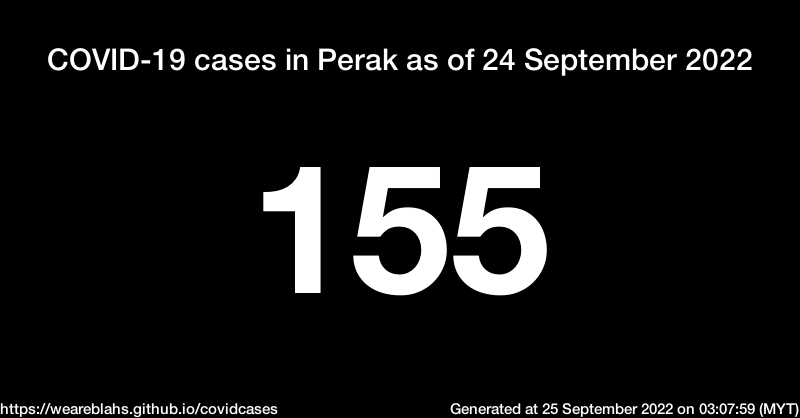 COVID-19 cases in Perak as of 24 September 2022
155
https://weareblahs.github.io/covidcases
Generated at 25 September 2022 on 03:07:59 (MYT)